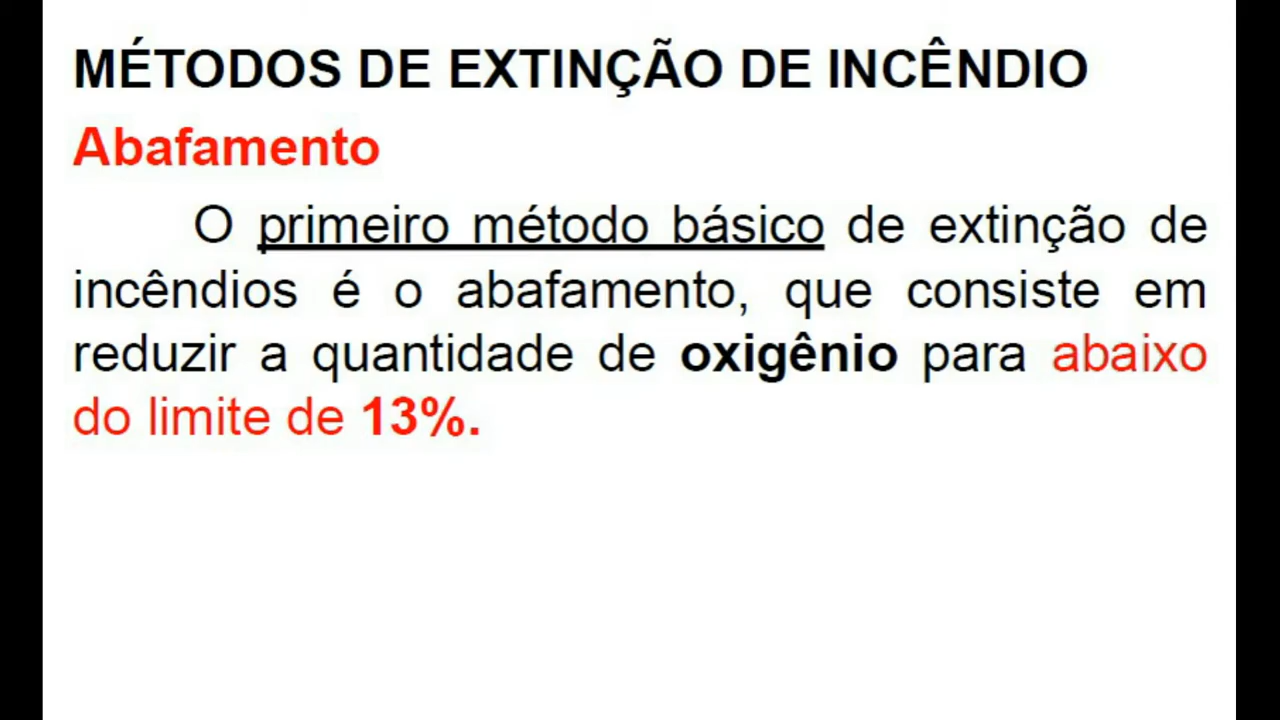 MÉTODOS DE EXTINÇÃO DE INCÊNDIO
Abafamento
O primeiro método básico de extinção de
incêndios é o abafamento, que consiste em
reduzir a quantidade de oxigênio para abaixo
do limite de 13%.